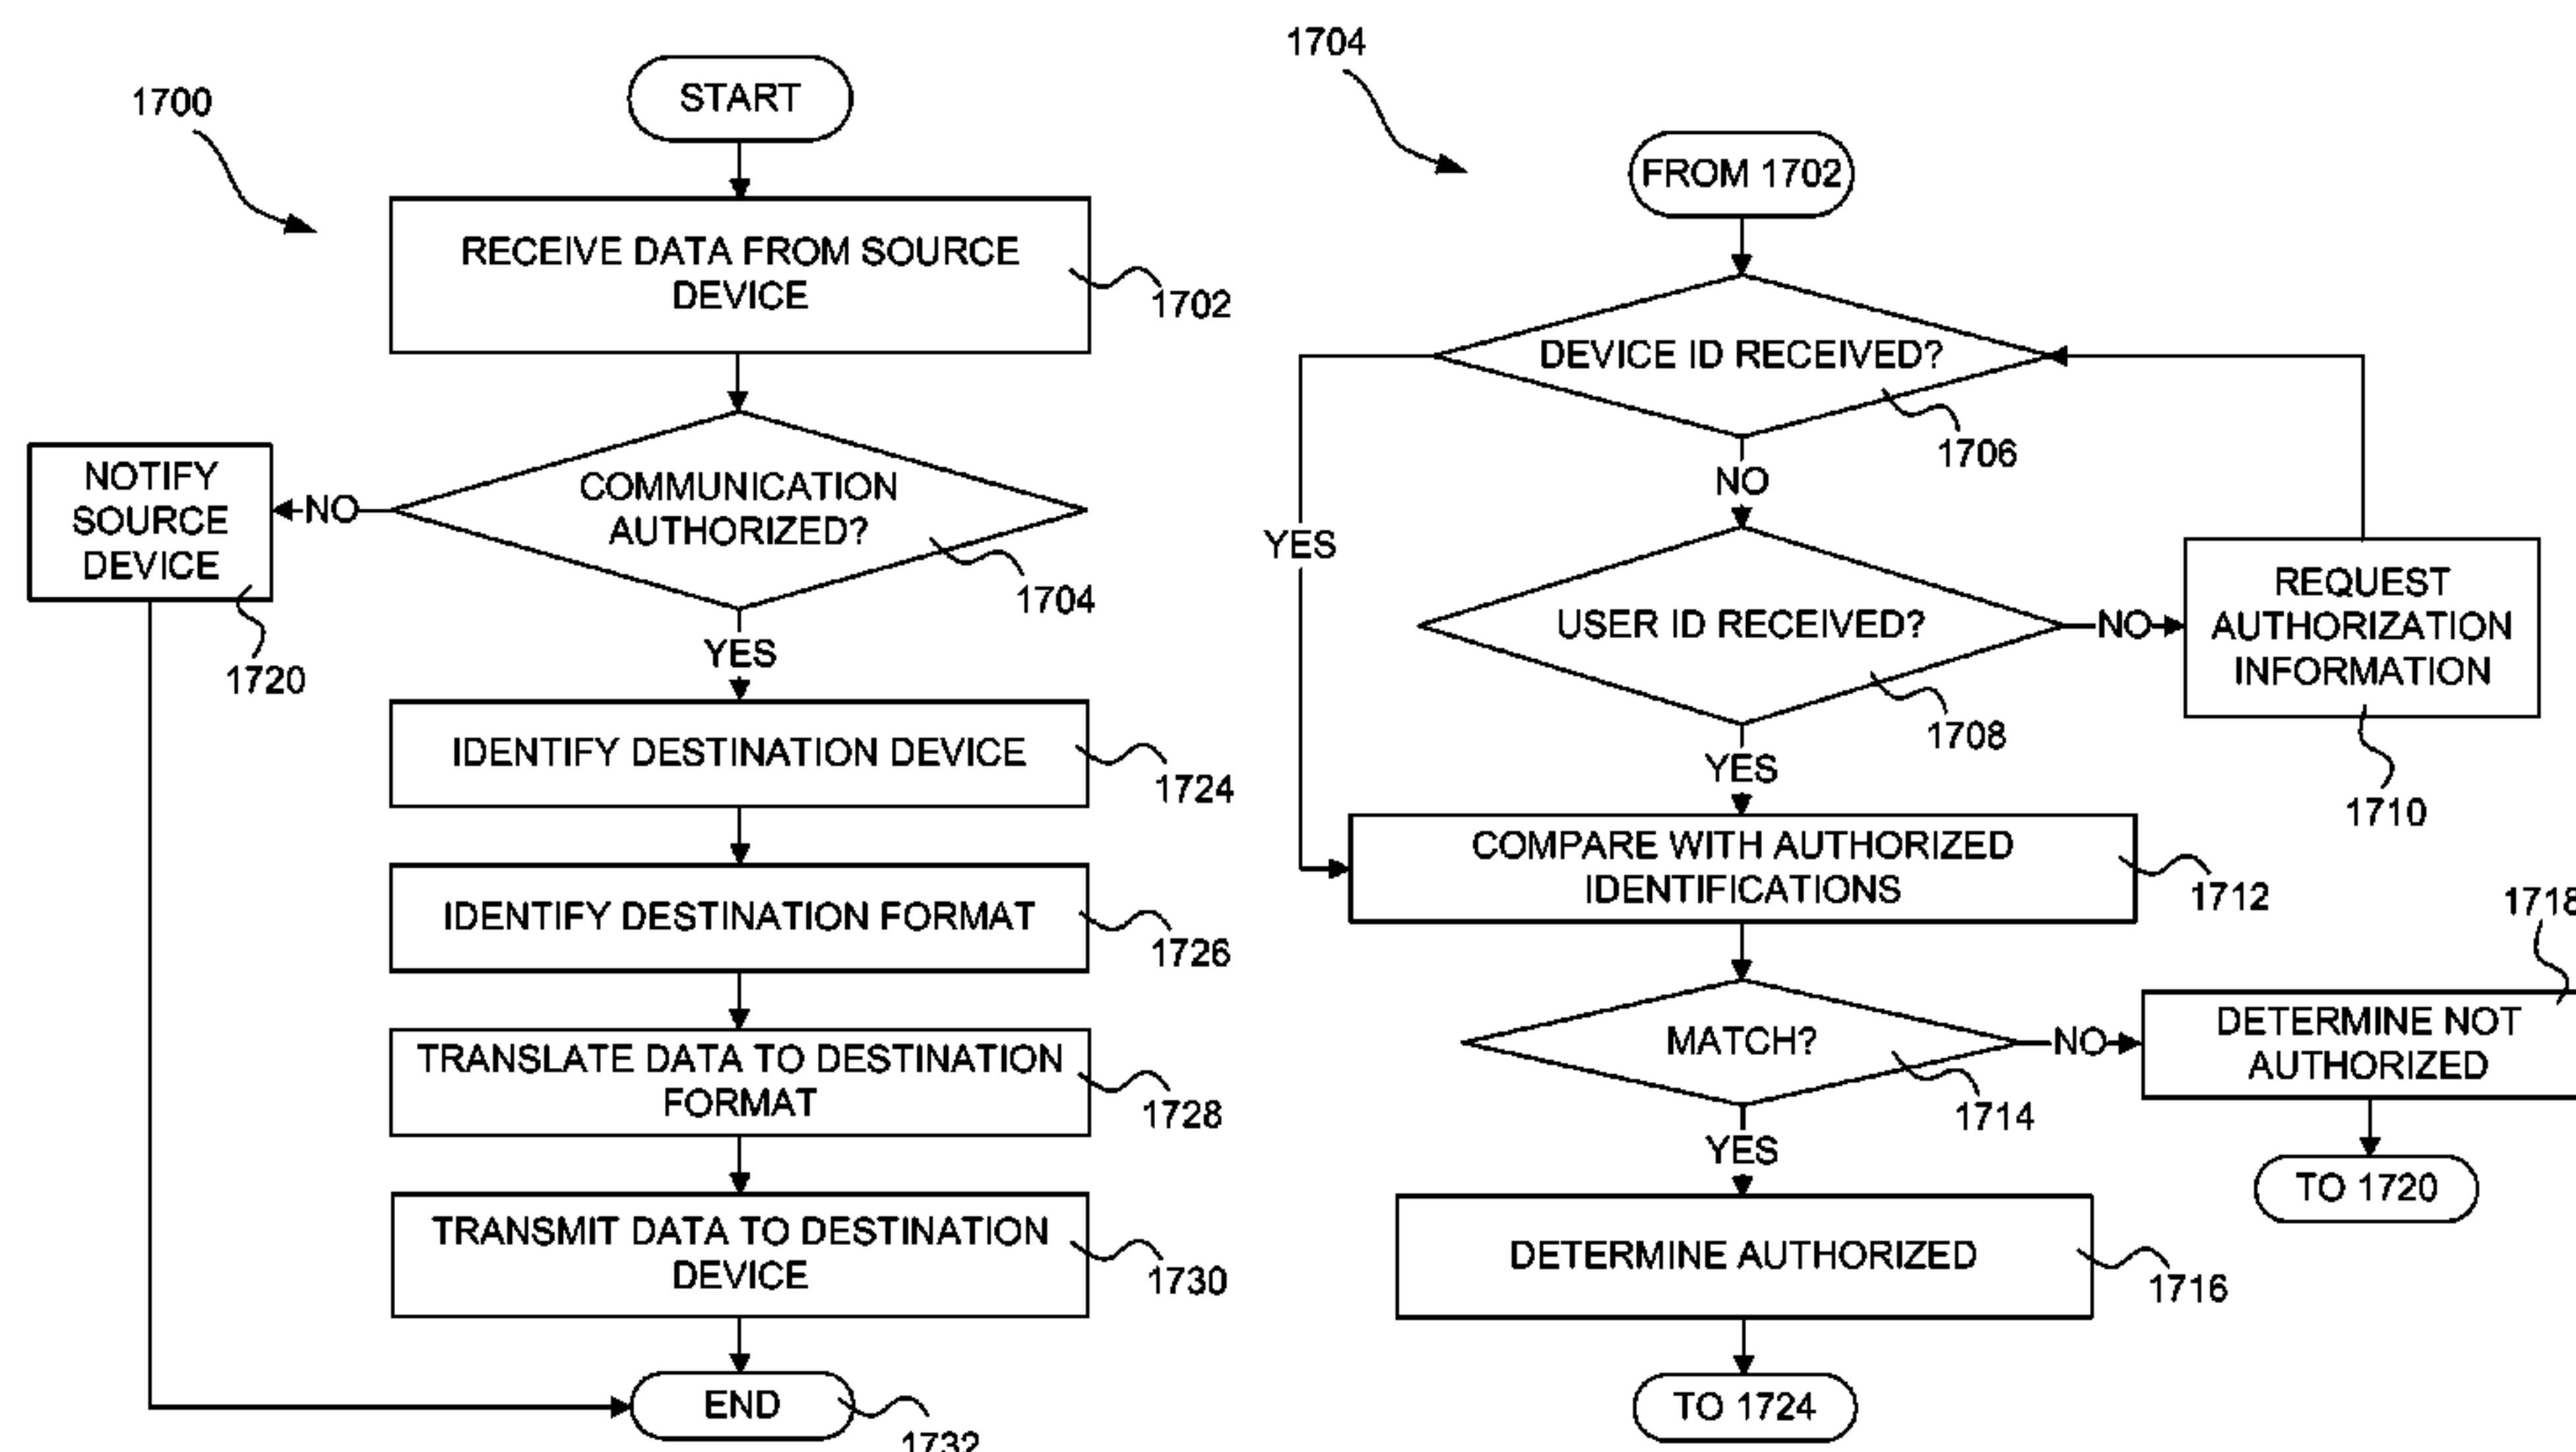 1700
START
RECEIVE DATA FROM SOURCE
DEVICE
1702
COMMUNICATION
AUTHORIZED?
1704
NO
NOTIFY
SOURCE
DEVICE
1720
YES
IDENTIFY DESTINATION DEVICE
1724
IDENTIFY DESTINATION FORMAT
1726
TRANSLATE DATA TO DESTINATION
FORMAT
1728
TRANSMIT DATA TO DESTINATION
DEVICE
1730
END
1732
1704
FROM 1702
DEVICE ID RECEIVED?
1706
NO
YES
USER ID RECEIVED?
1708
NO
REQUEST
AUTHORIZATION
INFORMATION
1710
YES
COMPARE WITH AUTHORIZED
IDENTIFICATIONS
1712
MATCH?
1714
NO
DETERMINE NOT
AUTHORIZED
1718
TO 1720
YES
DETERMINE AUTHORIZED
1716
TO 1724